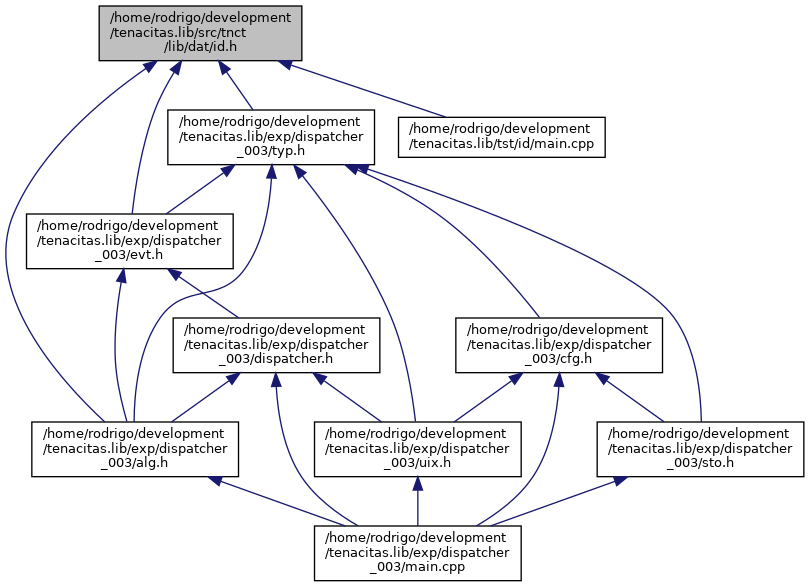 /home/rodrigo/development
/tenacitas.lib/src/tnct
/lib/dat/id.h
/home/rodrigo/development
/tenacitas.lib/exp/dispatcher
_003/typ.h
/home/rodrigo/development
/tenacitas.lib/tst/id/main.cpp
/home/rodrigo/development
/tenacitas.lib/exp/dispatcher
_003/evt.h
/home/rodrigo/development
/tenacitas.lib/exp/dispatcher
_003/dispatcher.h
/home/rodrigo/development
/tenacitas.lib/exp/dispatcher
_003/cfg.h
/home/rodrigo/development
/tenacitas.lib/exp/dispatcher
_003/alg.h
/home/rodrigo/development
/tenacitas.lib/exp/dispatcher
_003/uix.h
/home/rodrigo/development
/tenacitas.lib/exp/dispatcher
_003/sto.h
/home/rodrigo/development
/tenacitas.lib/exp/dispatcher
_003/main.cpp